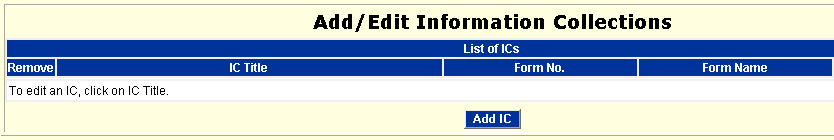 Add/Edit Information Collections
List of ICs
Remove IC Title Form No. Form Name
To edit an IC, click on IC Title.
Add IC